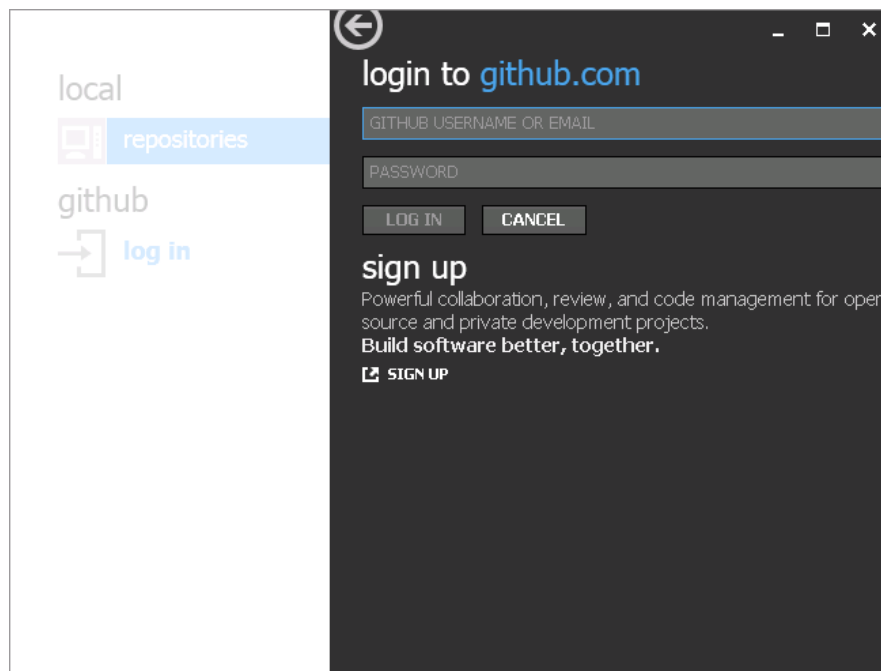 local
repositories
github
log in
login to github.com
GITHUB USERNAME OR EMAIL
PASSWORD
LOG IN
CANCEL
sign up
Powerful collaboration, review, and code management for open
source and private development projects.
Build software better, together.
SIGN UP